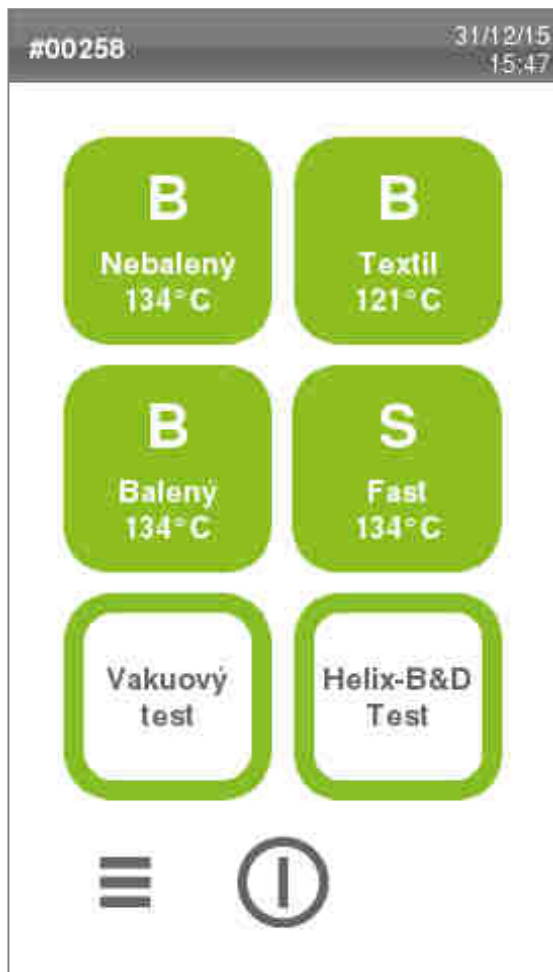 #00258
31/12/15
15:47
B
Nebalený
134°C
B
Textil
121°C
B
Balený
134°C
S
Fast
134°C
Vakuový
test
Helix-B&D
Test